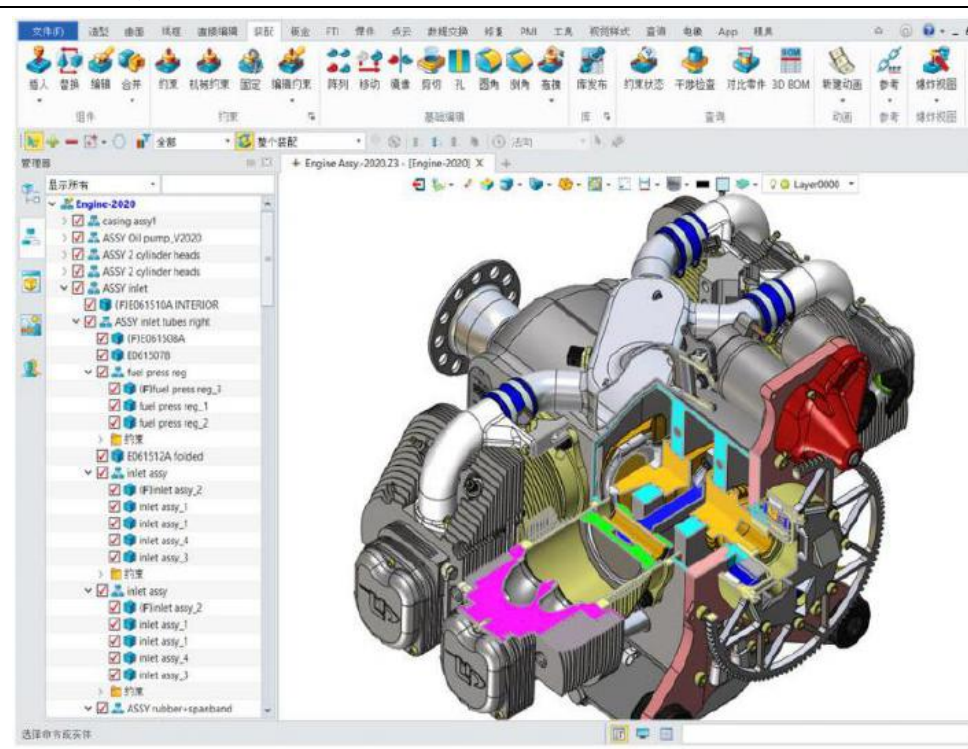 文件(F) 造型 曲面 线框 直接编辑 装配 钣金 FTI 焊件 点云 数据交换 修复 PMI 工具 视觉样式 查询 电极 App 模具
插入 替换 编辑 合并 约束 机械约束 固定 编辑约束 阵列 移动 镜像 剪切 孔 圆角 倒角 库发布 约束状态 干涉检查 对比零件 3D BOM 新建动画 参考 爆炸视图
组件 约束 基础编辑 库 查询 动画 参考 爆炸视图
全部 整个装配 法向
管理器 Engise Assy.-2020.Z3 - [Engine-2020] X +
显示所有 Layer0000
Engine-2020
casing assy1
ASSY Oil pump_V2020
ASSY 2 cylinder heads
ASSY 2 cylinder heads
ASSY inlet
(F)E061510A INTERIOR
ASSY inlet tubes right
(F)E061508A
E061507B
fuel press reg
(F)fuel press reg_3
fuel press reg_1
fuel press reg_2
约束
E061512A folded
inlet assy
(F)inlet assy_2
inlet assy_1
inlet assy_1
inlet assy_4
inlet assy_3
约束
inlet assy
(F)inlet assy_2
inlet assy_1
inlet assy_1
inlet assy_4
inlet assy_3
约束
ASSY rubber+spanband
选择命令或实体